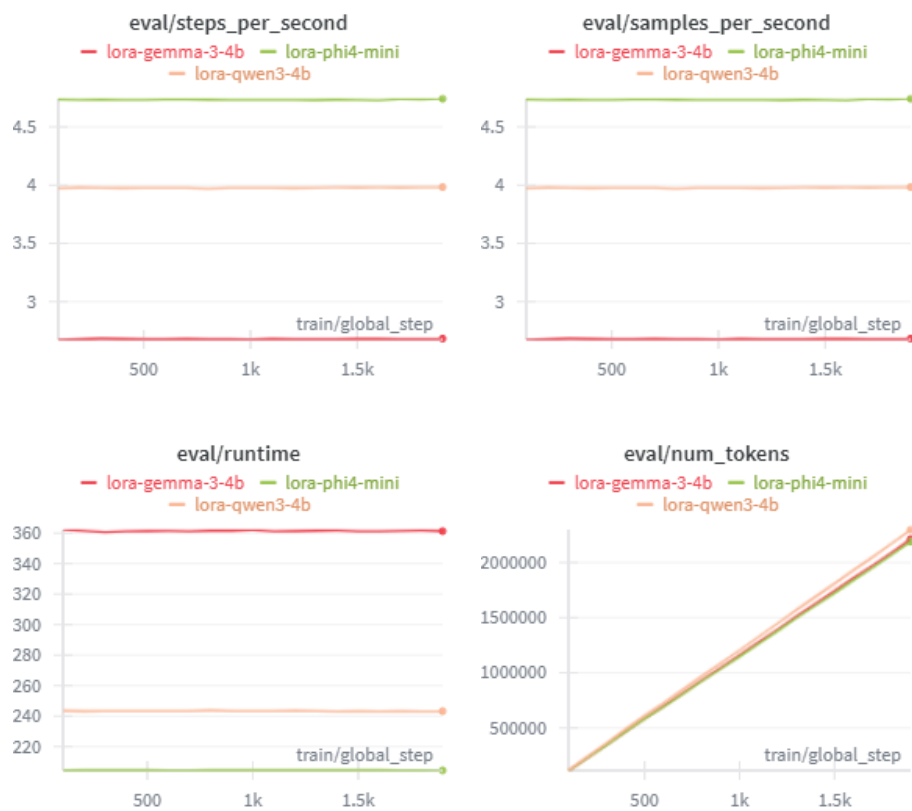 eval/steps_per_second
lora-gemma-3-4b lora-phi4-mini
lora-qwen3-4b
4.5
4
3.5
3
train/global_step
500 1k 1.5k
eval/samples_per_second
lora-gemma-3-4b lora-phi4-mini
lora-qwen3-4b
4.5
4
3.5
3
train/global_step
500 1k 1.5k
eval/runtime
lora-gemma-3-4b lora-phi4-mini
lora-qwen3-4b
360
340
320
300
280
260
240
220
train/global_step
500 1k 1.5k
eval/num_tokens
lora-gemma-3-4b lora-phi4-mini
lora-qwen3-4b
2000000
1500000
1000000
500000
train/global_step
500 1k 1.5k